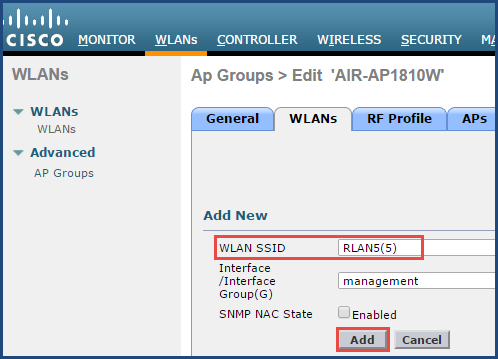 CISCO
MONITOR WLANs CONTROLLER WIRELESS SECURITY
WLANs
WLANs
WLANs
Advanced
AP Groups
Ap Groups > Edit 'AIR-AP1810W'
General WLANs RF Profile APs
Add New
WLAN SSID RLAN5(5)
Interface
/Interface management
Group(G)
SNMP NAC State Enabled
Add Cancel